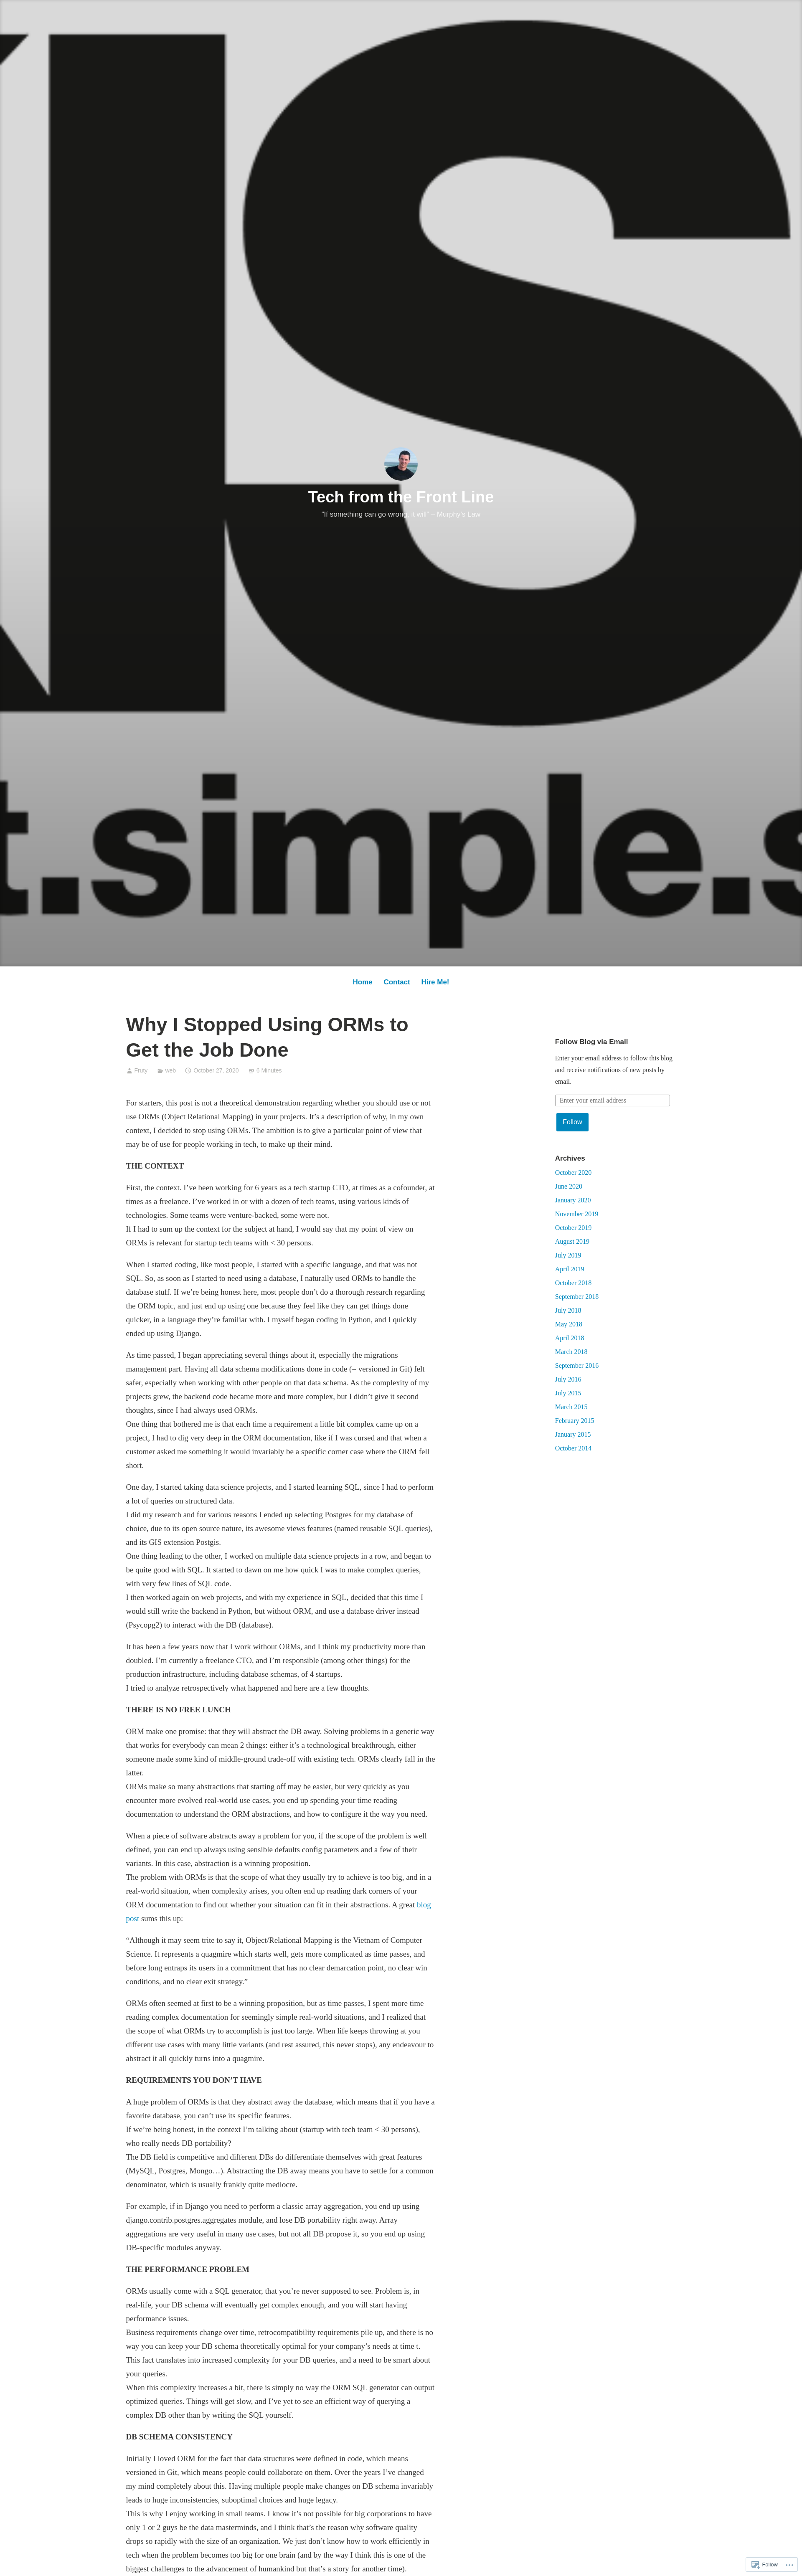 IS
t.simple.s
Tech from the Front Line
"If something can go wrong, it will" – Murphy's Law
Home Contact Hire Me!
Why I Stopped Using ORMs to
Get the Job Done
Fruty web October 27, 2020 6 Minutes
For starters, this post is not a theoretical demonstration regarding whether you should use or not
use ORMs (Object Relational Mapping) in your projects. It's a description of why, in my own
context, I decided to stop using ORMs. The ambition is to give a particular point of view that
may be of use for people working in tech, to make up their mind.
THE CONTEXT
First, the context. I've been working for 6 years as a tech startup CTO, at times as a cofounder, at
times as a freelance. I've worked in or with a dozen of tech teams, using various kinds of
technologies. Some teams were venture-backed, some were not.
If I had to sum up the context for the subject at hand, I would say that my point of view on
ORMs is relevant for startup tech teams with < 30 persons.
When I started coding, like most people, I started with a specific language, and that was not
SQL. So, as soon as I started to need using a database, I naturally used ORMs to handle the
database stuff. If we're being honest here, most people don't do a thorough research regarding
the ORM topic, and just end up using one because they feel like they can get things done
quicker, in a language they're familiar with. I myself began coding in Python, and I quickly
ended up using Django.
As time passed, I began appreciating several things about it, especially the migrations
management part. Having all data schema modifications done in code (= versioned in Git) felt
safer, especially when working with other people on that data schema. As the complexity of my
projects grew, the backend code became more and more complex, but I didn't give it second
thoughts, since I had always used ORMs.
One thing that bothered me is that each time a requirement a little bit complex came up on a
project, I had to dig very deep in the ORM documentation, like if I was cursed and that when a
customer asked me something it would invariably be a specific corner case where the ORM fell
short.
One day, I started taking data science projects, and I started learning SQL, since I had to perform
a lot of queries on structured data.
I did my research and for various reasons I ended up selecting Postgres for my database of
choice, due to its open source nature, its awesome views features (named reusable SQL queries),
and its GIS extension Postgis.
One thing leading to the other, I worked on multiple data science projects in a row, and began to
be quite good with SQL. It started to dawn on me how quick I was to make complex queries,
with very few lines of SQL code.
I then worked again on web projects, and with my experience in SQL, decided that this time I
would still write the backend in Python, but without ORM, and use a database driver instead
(Psycopg2) to interact with the DB (database).
It has been a few years now that I work without ORMs, and I think my productivity more than
doubled. I'm currently a freelance CTO, and I'm responsible (among other things) for the
production infrastructure, including database schemas, of 4 startups.
I tried to analyze retrospectively what happened and here are a few thoughts.
THERE IS NO FREE LUNCH
ORM make one promise: that they will abstract the DB away. Solving problems in a generic way
that works for everybody can mean 2 things: either it's a technological breakthrough, either
someone made some kind of middle-ground trade-off with existing tech. ORMs clearly fall in the
latter.
ORMs make so many abstractions that starting off may be easier, but very quickly as you
encounter more evolved real-world use cases, you end up spending your time reading
documentation to understand the ORM abstractions, and how to configure it the way you need.
When a piece of software abstracts away a problem for you, if the scope of the problem is well
defined, you can end up always using sensible defaults config parameters and a few of their
variants. In this case, abstraction is a winning proposition.
The problem with ORMs is that the scope of what they usually try to achieve is too big, and in a
real-world situation, when complexity arises, you often end up reading dark corners of your
ORM documentation to find out whether your situation can fit in their abstractions. A great blog
post sums this up:
“Although it may seem trite to say it, Object/Relational Mapping is the Vietnam of Computer
Science. It represents a quagmire which starts well, gets more complicated as time passes, and
before long entraps its users in a commitment that has no clear demarcation point, no clear win
conditions, and no clear exit strategy.”
ORMs often seemed at first to be a winning proposition, but as time passes, I spent more time
reading complex documentation for seemingly simple real-world situations, and I realized that
the scope of what ORMs try to accomplish is just too large. When life keeps throwing at you
different use cases with many little variants (and rest assured, this never stops), any endeavour to
abstract it all quickly turns into a quagmire.
REQUIREMENTS YOU DON'T HAVE
A huge problem of ORMs is that they abstract away the database, which means that if you have a
favorite database, you can't use its specific features.
If we're being honest, in the context I'm talking about (startup with tech team < 30 persons),
who really needs DB portability?
The DB field is competitive and different DBs do differentiate themselves with great features
(MySQL, Postgres, Mongo…). Abstracting the DB away means you have to settle for a common
denominator, which is usually frankly quite mediocre.
For example, if in Django you need to perform a classic array aggregation, you end up using
django.contrib.postgres.aggregates module, and lose DB portability right away. Array
aggregations are very useful in many use cases, but not all DB propose it, so you end up using
DB-specific modules anyway.
THE PERFORMANCE PROBLEM
ORMs usually come with a SQL generator, that you're never supposed to see. Problem is, in
real-life, your DB schema will eventually get complex enough, and you will start having
performance issues.
Business requirements change over time, retrocompatibility requirements pile up, and there is no
way you can keep your DB schema theoretically optimal for your company's needs at time t.
This fact translates into increased complexity for your DB queries, and a need to be smart about
your queries.
When this complexity increases a bit, there is simply no way the ORM SQL generator can output
optimized queries. Things will get slow, and I've yet to see an efficient way of querying a
complex DB other than by writing the SQL yourself.
DB SCHEMA CONSISTENCY
Initially I loved ORM for the fact that data structures were defined in code, which means
versioned in Git, which means people could collaborate on them. Over the years I've changed
my mind completely about this. Having multiple people make changes on DB schema invariably
leads to huge inconsistencies, suboptimal choices and huge legacy.
This is why I enjoy working in small teams. I know it's not possible for big corporations to have
only 1 or 2 guys be the data masterminds, and I think that's the reason why software quality
drops so rapidly with the size of an organization. We just don't know how to work efficiently in
tech when the problem becomes too big for one brain (and by the way I think this is one of the
biggest challenges to the advancement of humankind but that's a story for another time).
Follow Blog via Email
Enter your email address to follow this blog
and receive notifications of new posts by
email.
Enter your email address
Follow
Archives
October 2020
June 2020
January 2020
November 2019
October 2019
August 2019
July 2019
April 2019
October 2018
September 2018
July 2018
May 2018
April 2018
March 2018
September 2016
July 2016
July 2015
March 2015
February 2015
January 2015
October 2014
Follow